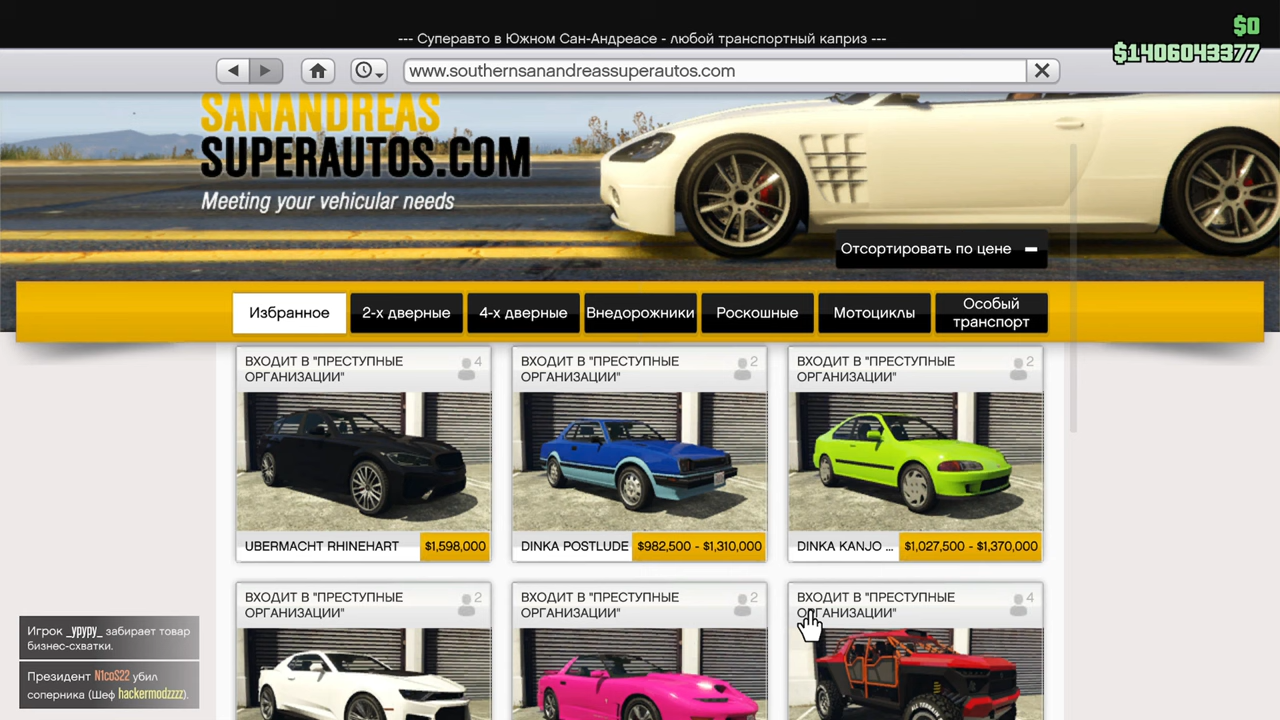 --- Суперавто в Южном Сан-Андреасе - любой транспортный каприз ---
$0
$1406043377
www.southernsanandreassuperautos.com
SANANDREAS
SUPERAUTOS.COM
Meeting your vehicular needs
Отсортировать по цене
Избранное
2-х дверные
4-х дверные
Внедорожники
Роскошные
Мотоциклы
Особый
транспорт
ВХОДИТ В "ПРЕСТУПНЫЕ
ОРГАНИЗАЦИИ"
4
UBERMACHT RHINEHART
$1,598,000
ВХОДИТ В "ПРЕСТУПНЫЕ
ОРГАНИЗАЦИИ"
2
DINKA POSTLUDE
$982,500 - $1,310,000
ВХОДИТ В "ПРЕСТУПНЫЕ
ОРГАНИЗАЦИИ"
2
DINKA KANJO ...
$1,027,500 - $1,370,000
ВХОДИТ В "ПРЕСТУПНЫЕ
ОРГАНИЗАЦИИ"
2
ВХОДИТ В "ПРЕСТУПНЫЕ
ОРГАНИЗАЦИИ"
2
ВХОДИТ В "ПРЕСТУПНЫЕ
ОРГАНИЗАЦИИ"
4
Игрок _ypypy_ забирает товар
бизнес-схватки.
Президент N1coS22 убил
соперника (Шеф hackermodzzzz).